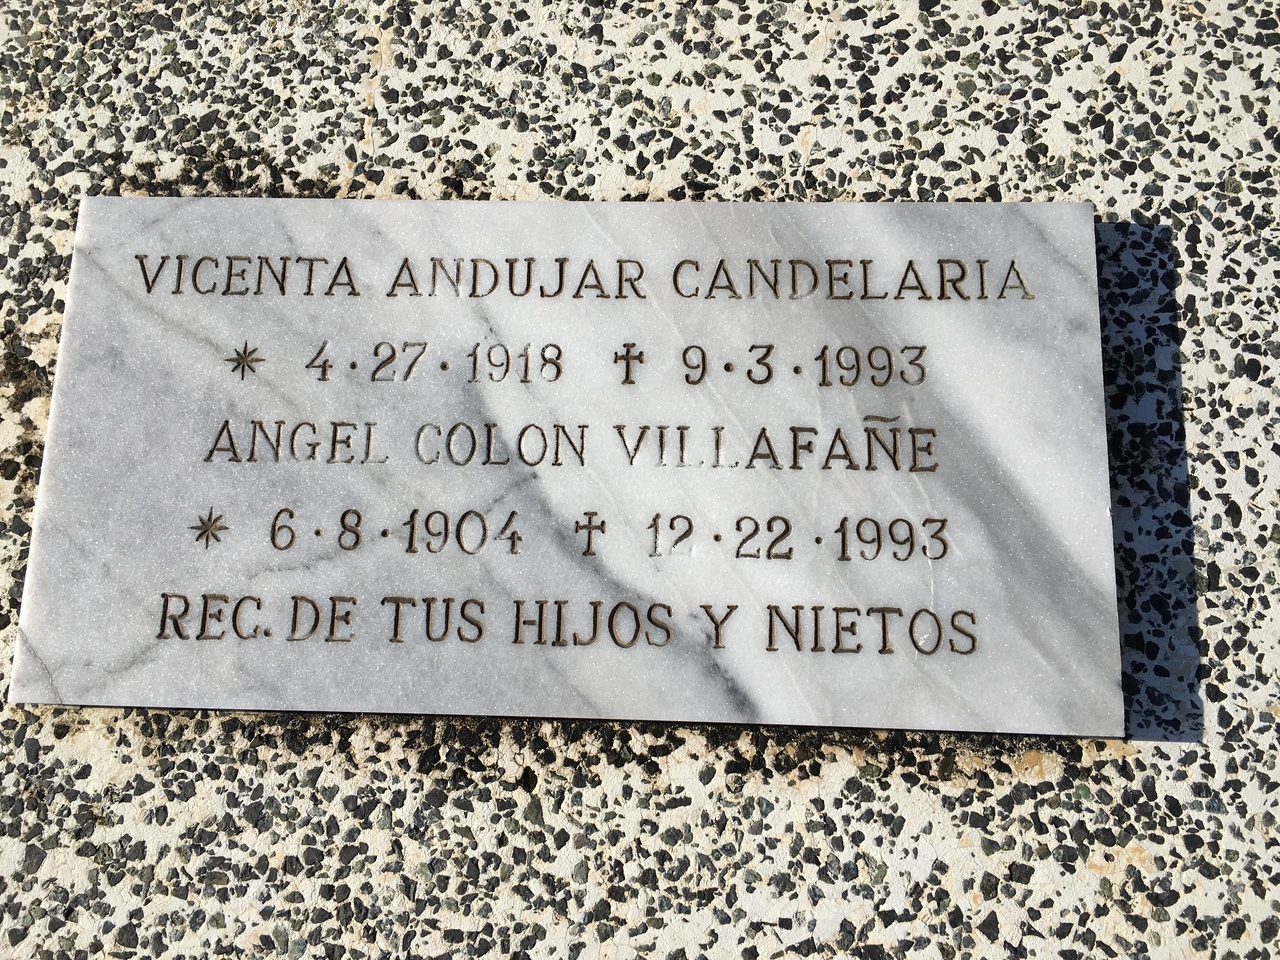 VICENTA ANDUJAR CANDELARIA
* 4·27·1918 ✝ 9·3·1993
ANGEL COLON VILLAFAÑE
* 6·8·1904 ✝ 12·22·1993
REC. DE TUS HIJOS Y NIETOS